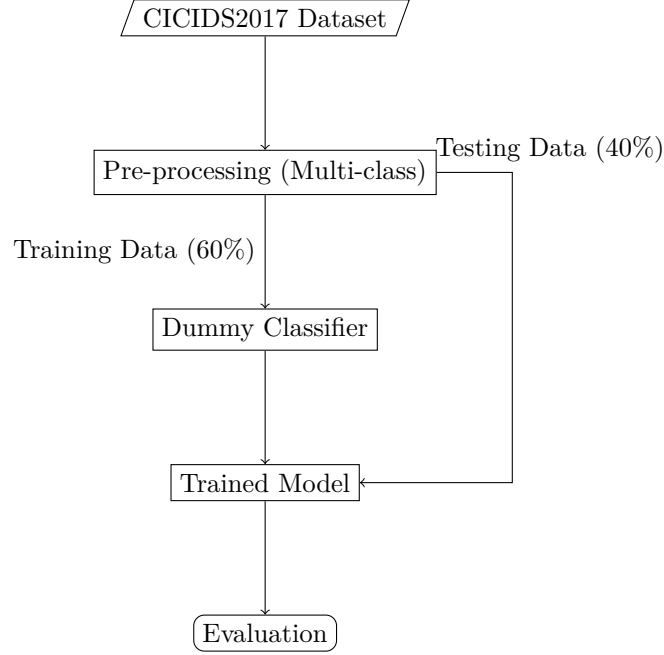 CICIDS2017 Dataset
Testing Data (40%)
Pre-processing (Multi-class)
Training Data (60%)
Dummy Classifier
Trained Model
Evaluation